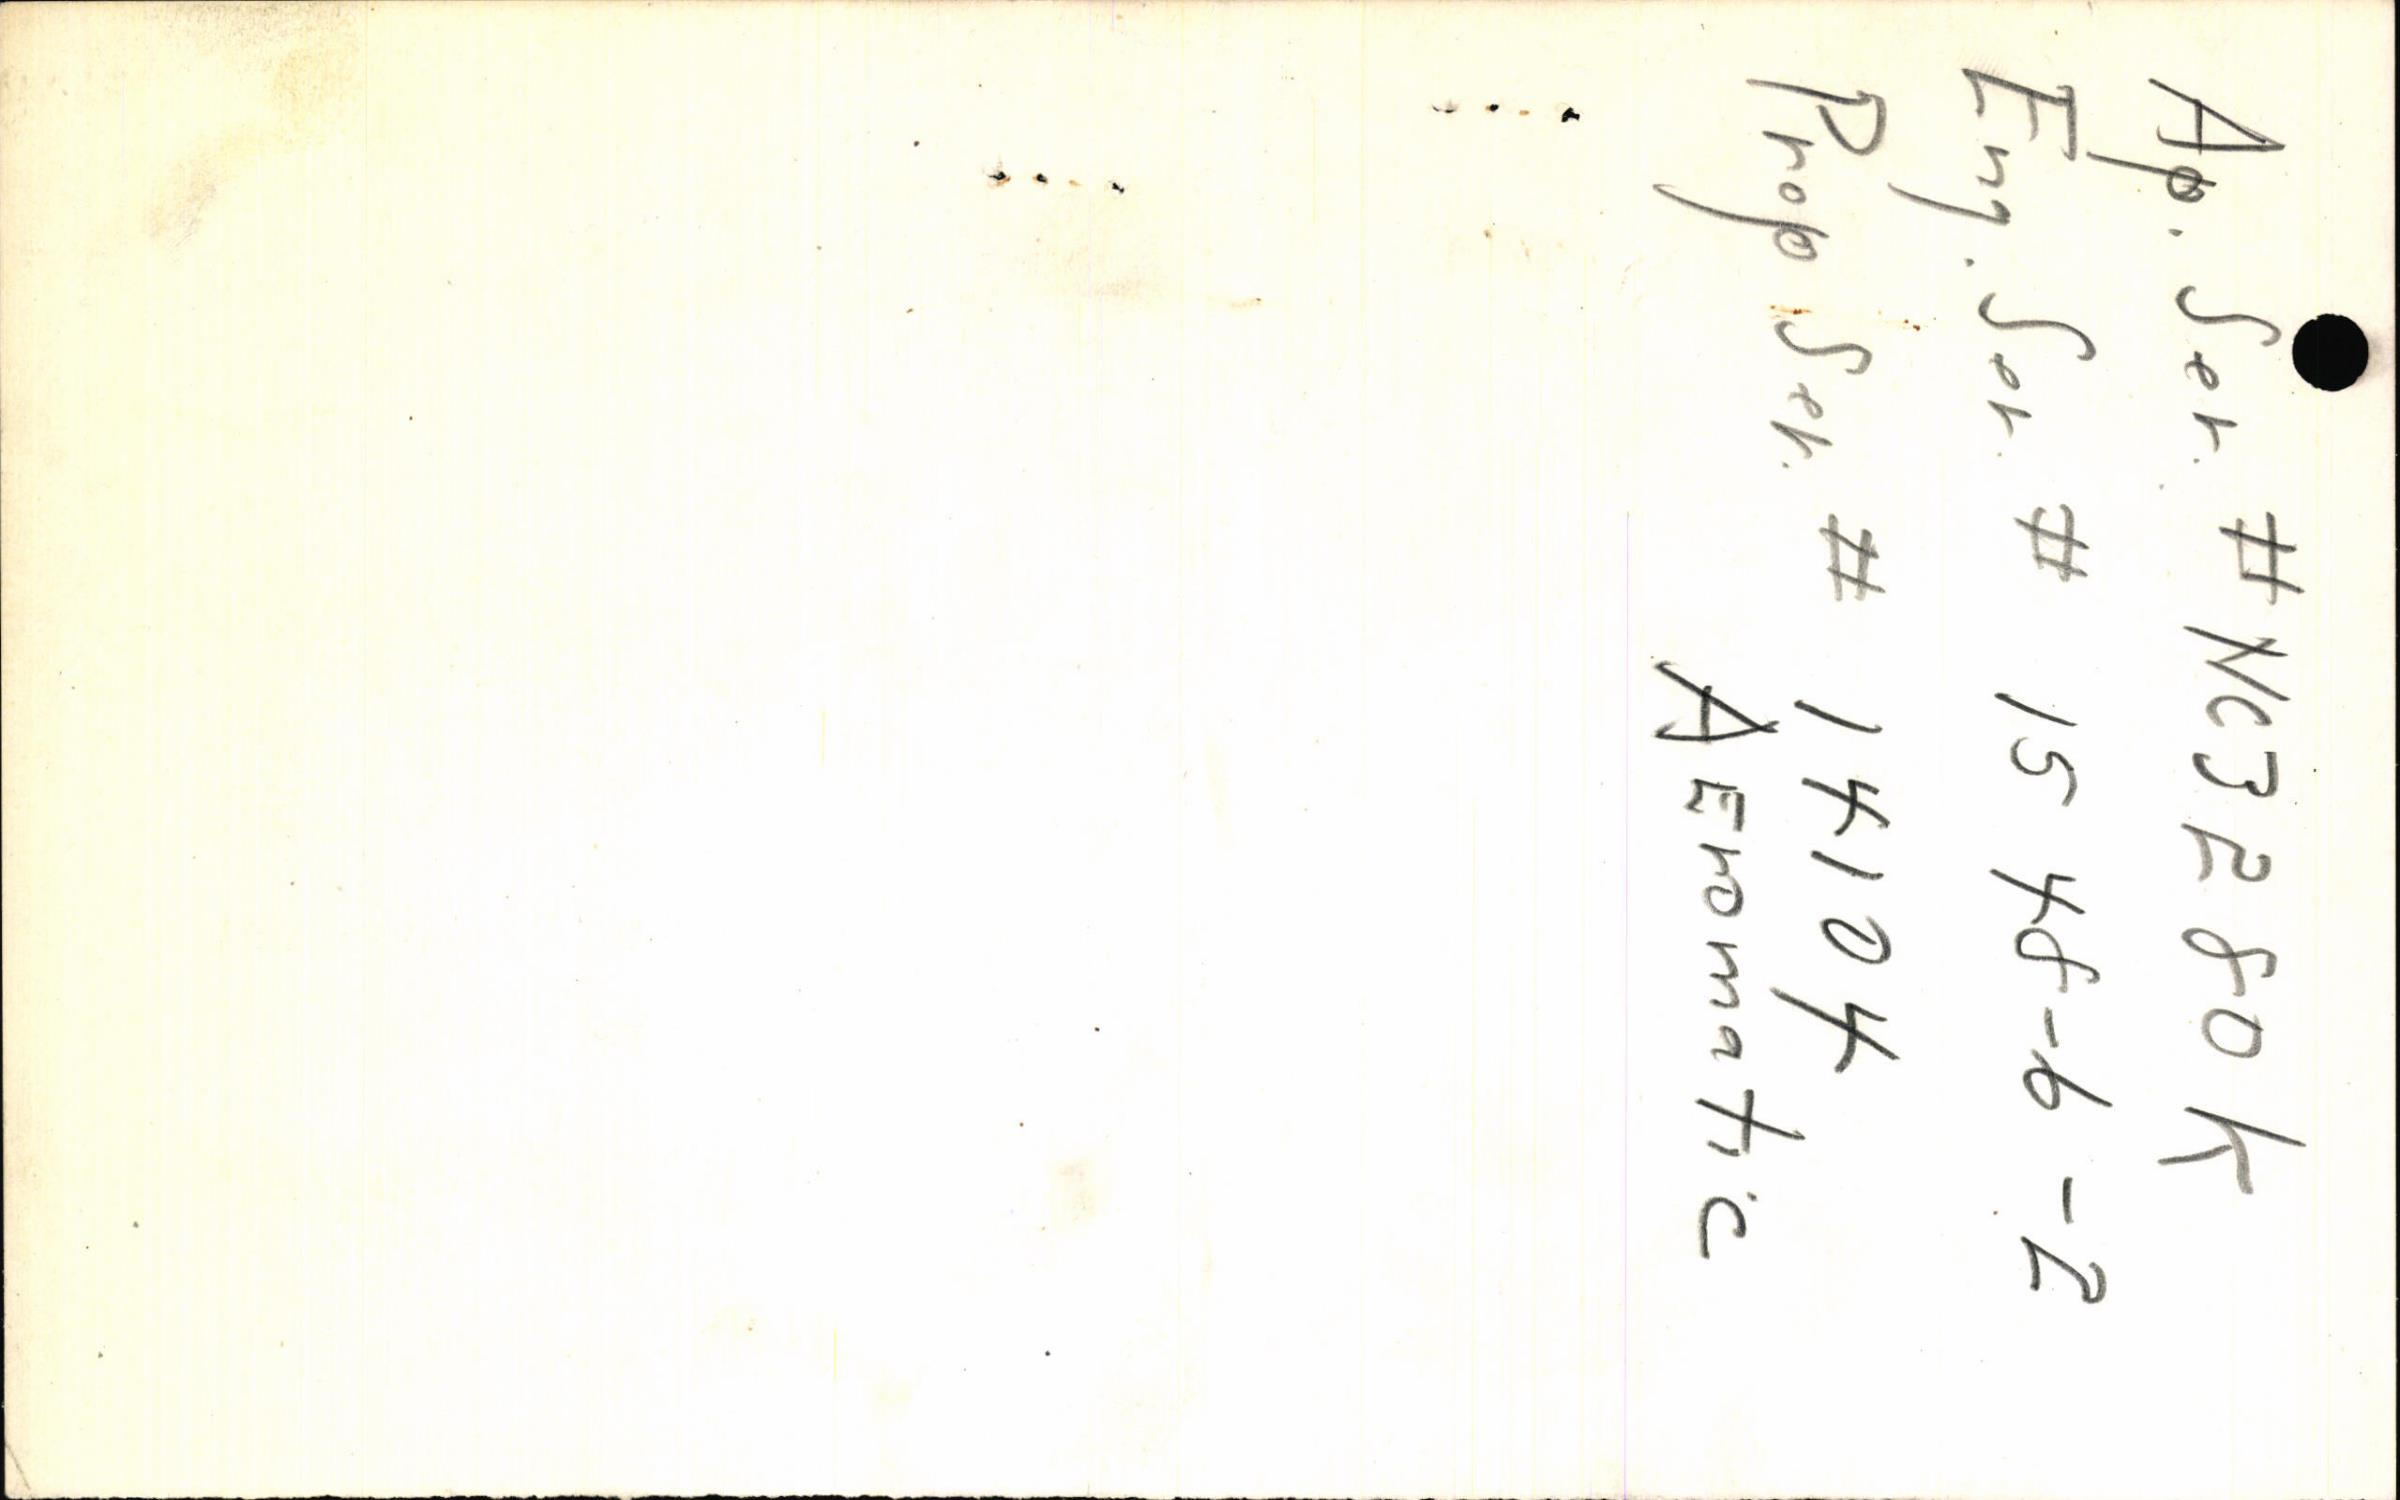 Ap. Ser. # NC3280K
Eng. Ser. # 1548-6-2
Prop Ser. # 14104
AEromatic